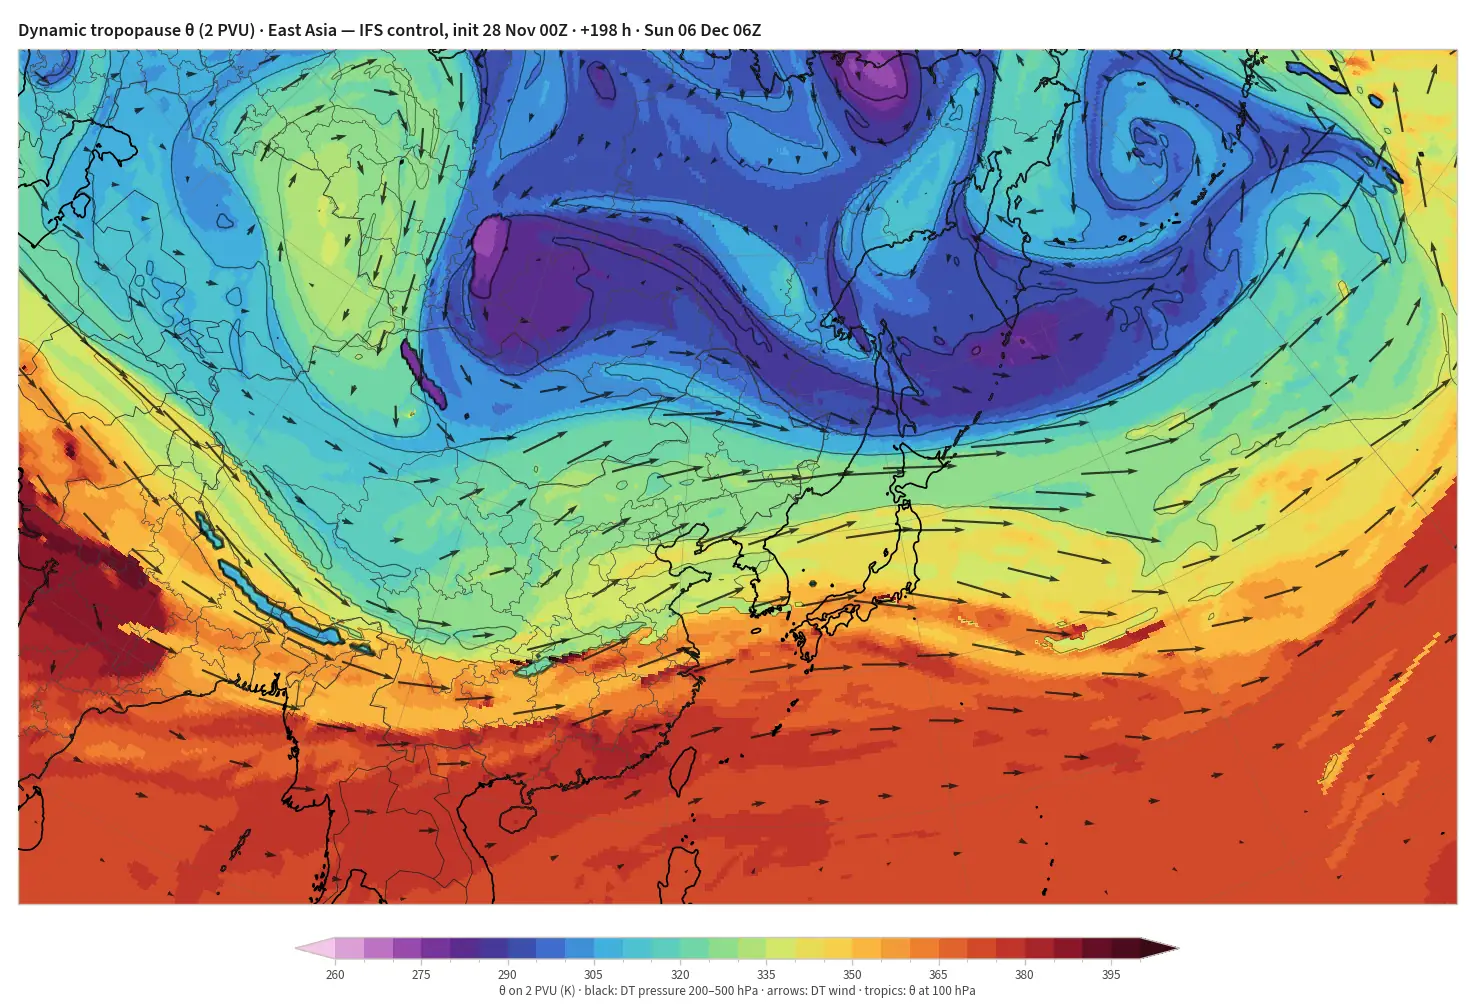 Dynamic tropopause θ (2 PVU) · East Asia — IFS control, init 28 Nov 00Z · +198 h · Sun 06 Dec 06Z
260 275 290 305 320 335 350 365 380 395
θ on 2 PVU (K) · black: DT pressure 200–500 hPa · arrows: DT wind · tropics: θ at 100 hPa